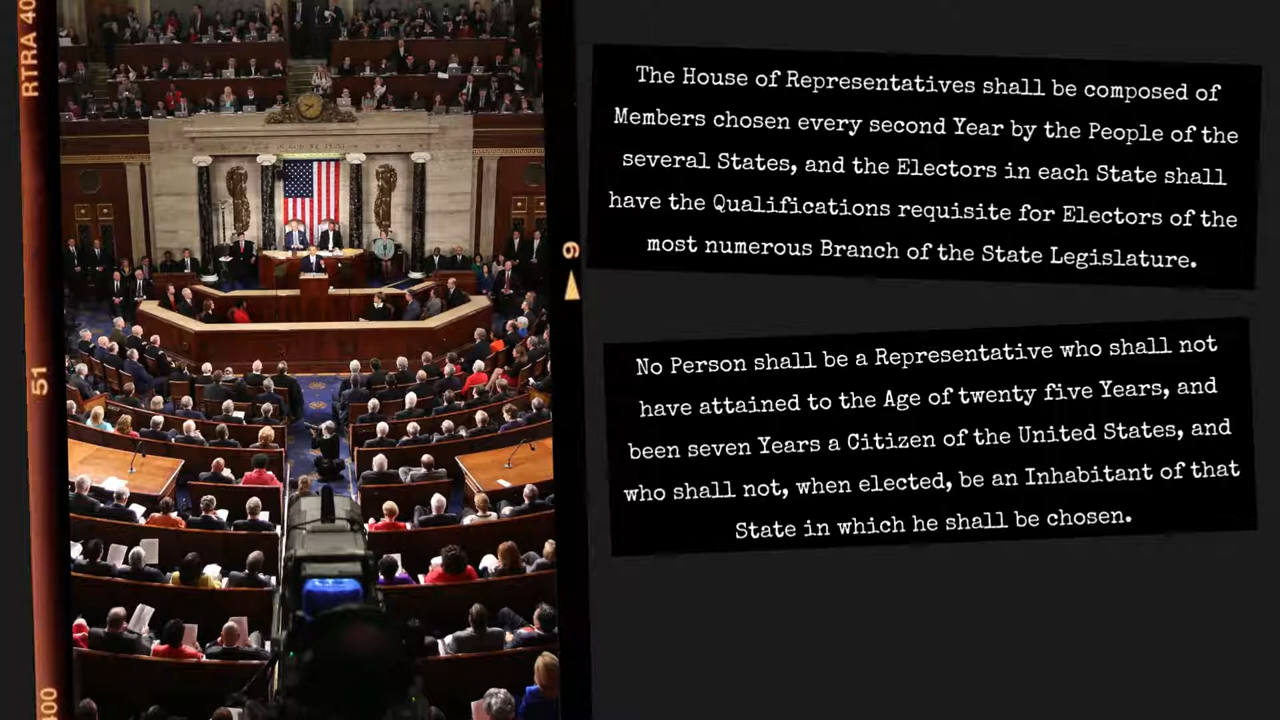 RTRA 40
51
400
6
The House of Representatives shall be composed of
Members chosen every second Year by the People of the
several States, and the Electors in each State shall
have the Qualifications requisite for Electors of the
most numerous Branch of the State Legislature.
No Person shall be a Representative who shall not
have attained to the Age of twenty five Years, and
been seven Years a Citizen of the United States, and
who shall not, when elected, be an Inhabitant of that
State in which he shall be chosen.